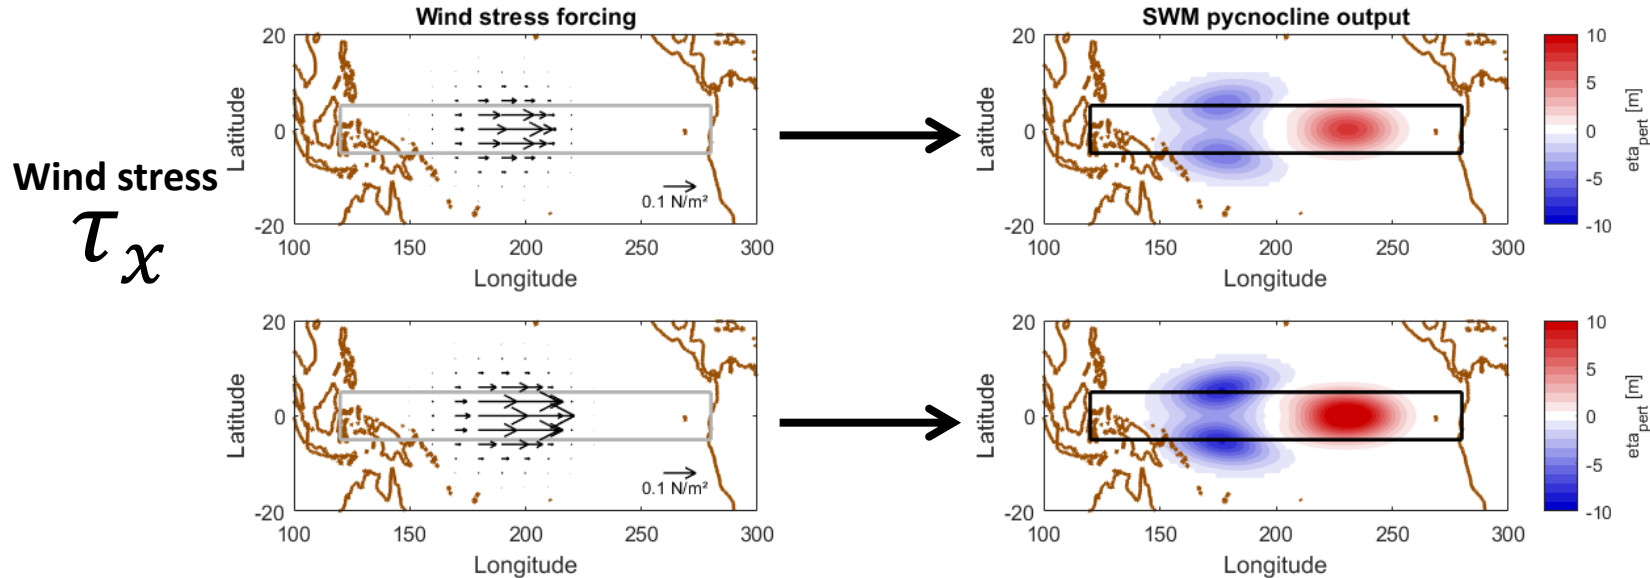 Wind stress forcing
SWM pycnocline output
Wind stress
τx
20
0
-20
Latitude
100 150 200 250 300
Longitude
0.1 N/m²
20
0
-20
Latitude
100 150 200 250 300
Longitude
10
5
0
-5
-10
eta_pert [m]
20
0
-20
Latitude
100 150 200 250 300
Longitude
0.1 N/m²
20
0
-20
Latitude
100 150 200 250 300
Longitude
10
5
0
-5
-10
eta_pert [m]